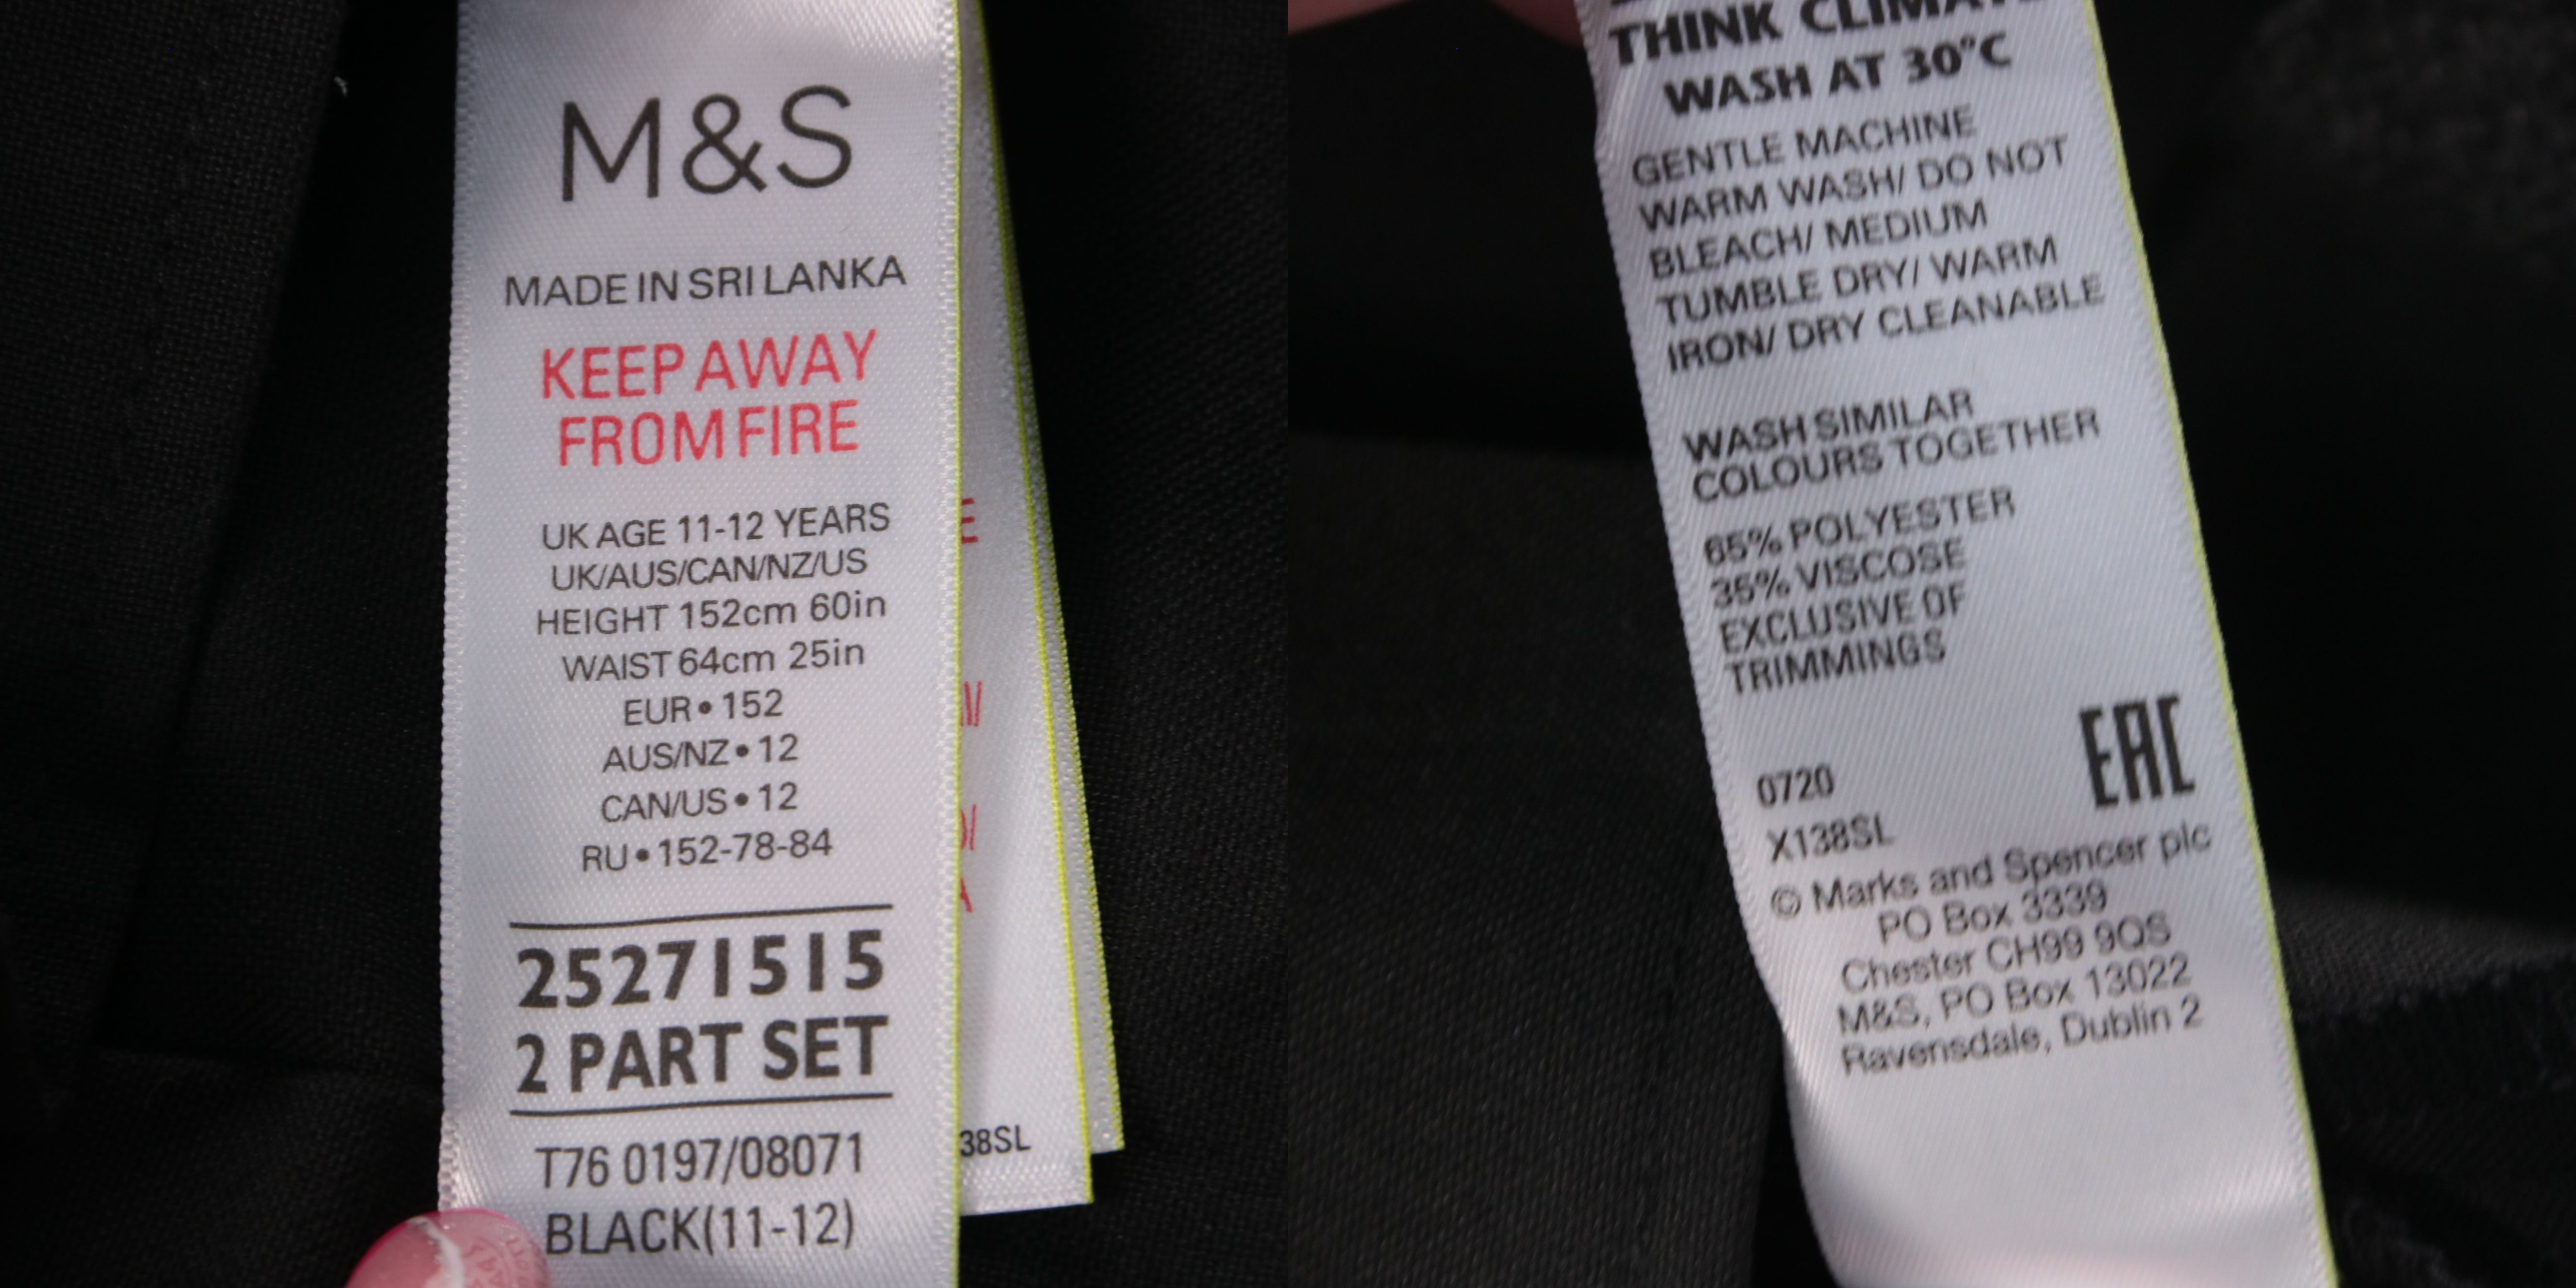 M&S
MADE IN SRI LANKA
KEEP AWAY
FROM FIRE
UK AGE 11-12 YEARS
UK/AUS/CAN/NZ/US
HEIGHT 152cm 60in
WAIST 64cm 25in
EUR • 152
AUS/NZ • 12
CAN/US • 12
RU • 152-78-84
25271515
2 PART SET
T76 0197/08071
BLACK(11-12)
38SL
THINK CLIMATE
WASH AT 30°C
GENTLE MACHINE
WARM WASH/ DO NOT
BLEACH/ MEDIUM
TUMBLE DRY/ WARM
IRON/ DRY CLEANABLE
WASH SIMILAR
COLOURS TOGETHER
65% POLYESTER
35% VISCOSE
EXCLUSIVE OF
TRIMMINGS
EAC
0720
X138SL
© Marks and Spencer plc
PO Box 3339
Chester CH99 9QS
M&S, PO Box 13022
Ravensdale, Dublin 2